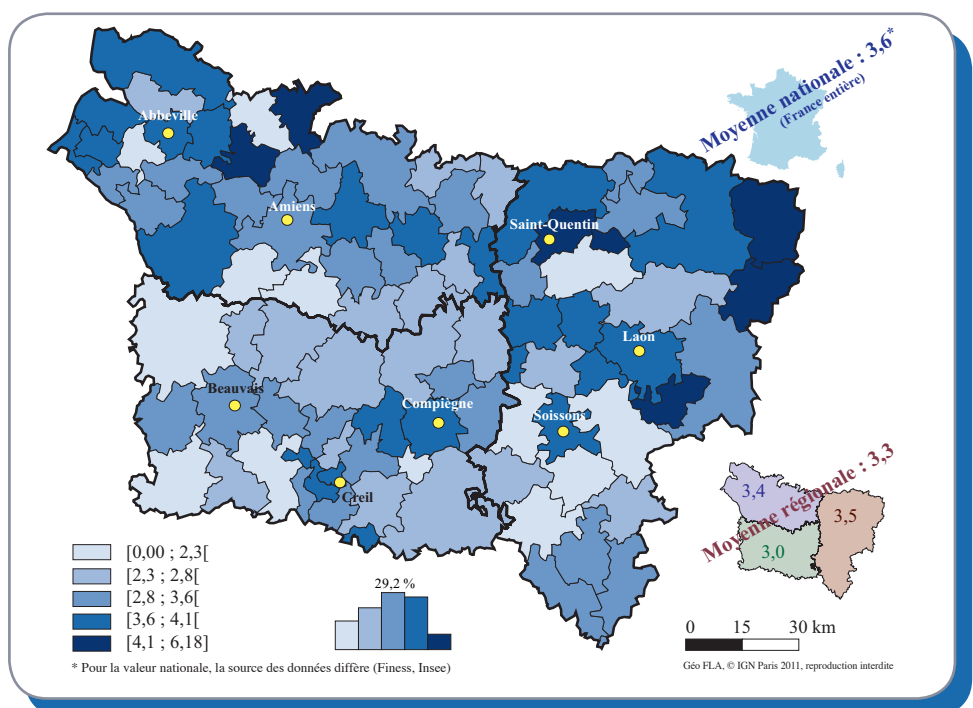 Moyenne nationale : 3,6*
(France entière)
Abbeville
Amiens
Saint-Quentin
Laon
Beauvais
Compiègne
Soissons
Creil
Moyenne régionale : 3,3
3,4
3,5
3,0
[0,00 ; 2,3[
[2,3 ; 2,8[
[2,8 ; 3,6[
[3,6 ; 4,1[
[4,1 ; 6,18]
29,2 %
0 15 30 km
* Pour la valeur nationale, la source des données diffère (Finess, Insee)
Géo FLA, © IGN Paris 2011, reproduction interdite